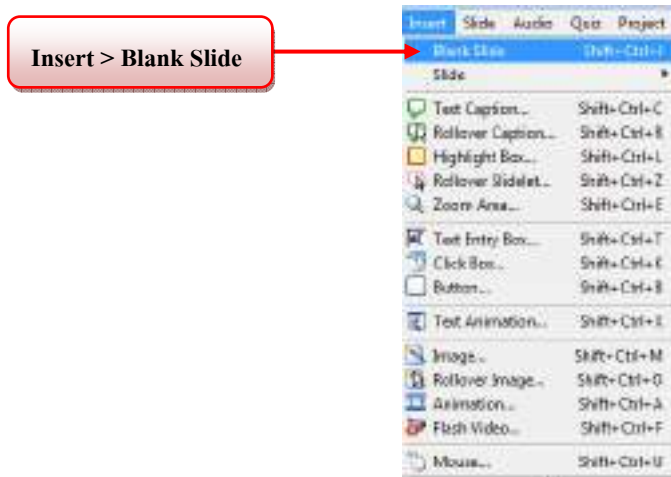 Insert > Blank Slide
Insert Slide Audio Quiz Project
Blank Slide Shift+Ctrl+J
Slide
Text Caption... Shift+Ctrl+C
Rollover Caption... Shift+Ctrl+R
Highlight Box... Shift+Ctrl+L
Rollover Slidelet... Shift+Ctrl+Z
Zoom Area... Shift+Ctrl+E
Text Entry Box... Shift+Ctrl+T
Click Box... Shift+Ctrl+K
Button... Shift+Ctrl+B
Text Animation... Shift+Ctrl+X
Image... Shift+Ctrl+M
Rollover Image... Shift+Ctrl+O
Animation... Shift+Ctrl+A
Flash Video... Shift+Ctrl+F
Mouse... Shift+Ctrl+U